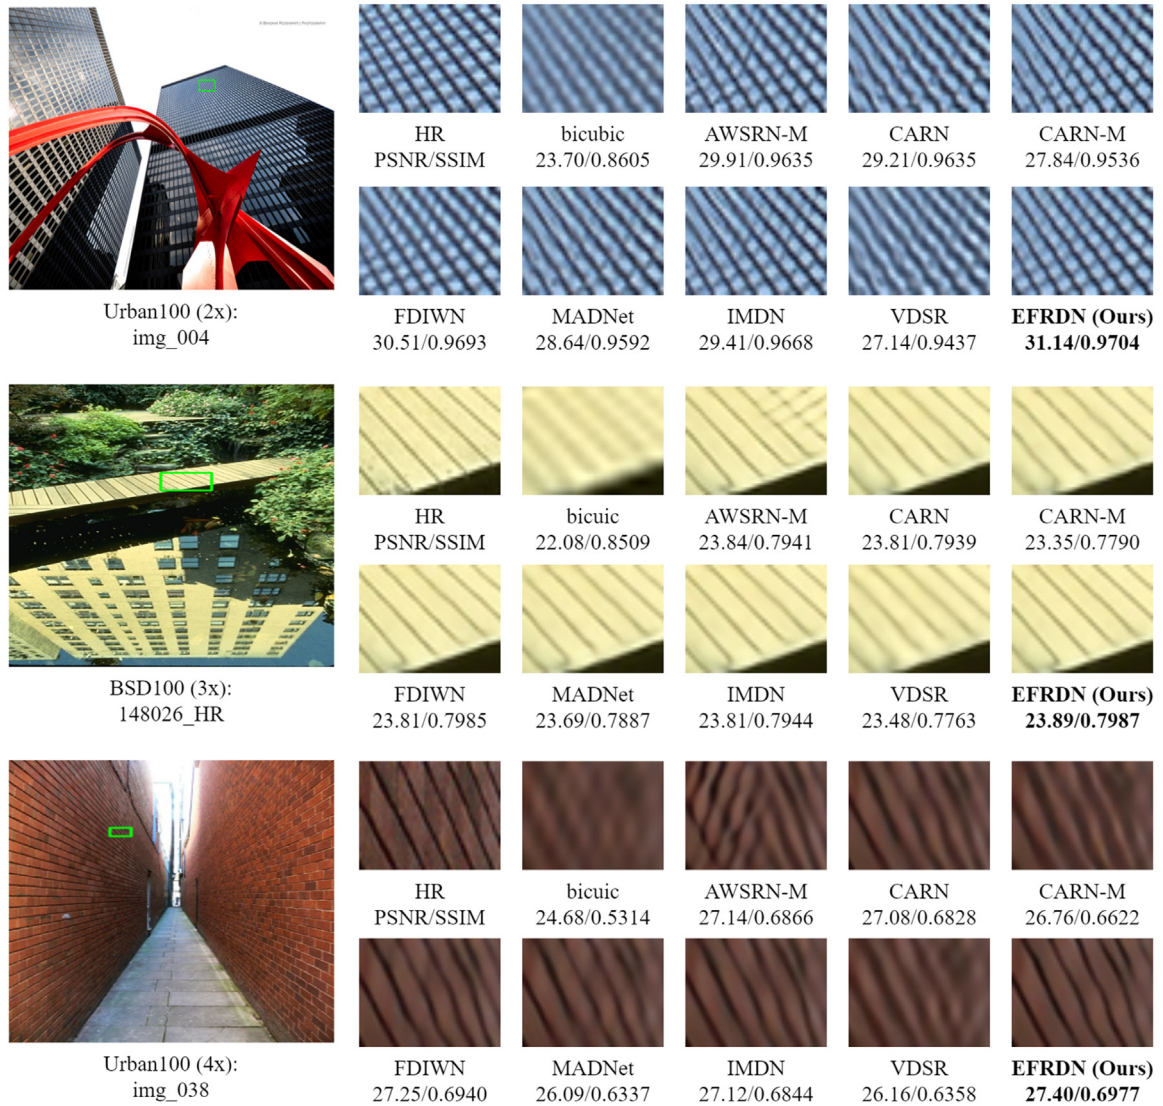 HR bicubic AWSRN-M CARN CARN-M
PSNR/SSIM 23.70/0.8605 29.91/0.9635 29.21/0.9635 27.84/0.9536
FDIWN MADNet IMDN VDSR EFRDN (Ours)
30.51/0.9693 28.64/0.9592 29.41/0.9668 27.14/0.9437 31.14/0.9704
Urban100 (2x):
img_004
HR bicuic AWSRN-M CARN CARN-M
PSNR/SSIM 22.08/0.8509 23.84/0.7941 23.81/0.7939 23.35/0.7790
FDIWN MADNet IMDN VDSR EFRDN (Ours)
23.81/0.7985 23.69/0.7887 23.81/0.7944 23.48/0.7763 23.89/0.7987
BSD100 (3x):
148026_HR
HR bicuic AWSRN-M CARN CARN-M
PSNR/SSIM 24.68/0.5314 27.14/0.6866 27.08/0.6828 26.76/0.6622
FDIWN MADNet IMDN VDSR EFRDN (Ours)
27.25/0.6940 26.09/0.6337 27.12/0.6844 26.16/0.6358 27.40/0.6977
Urban100 (4x):
img_038